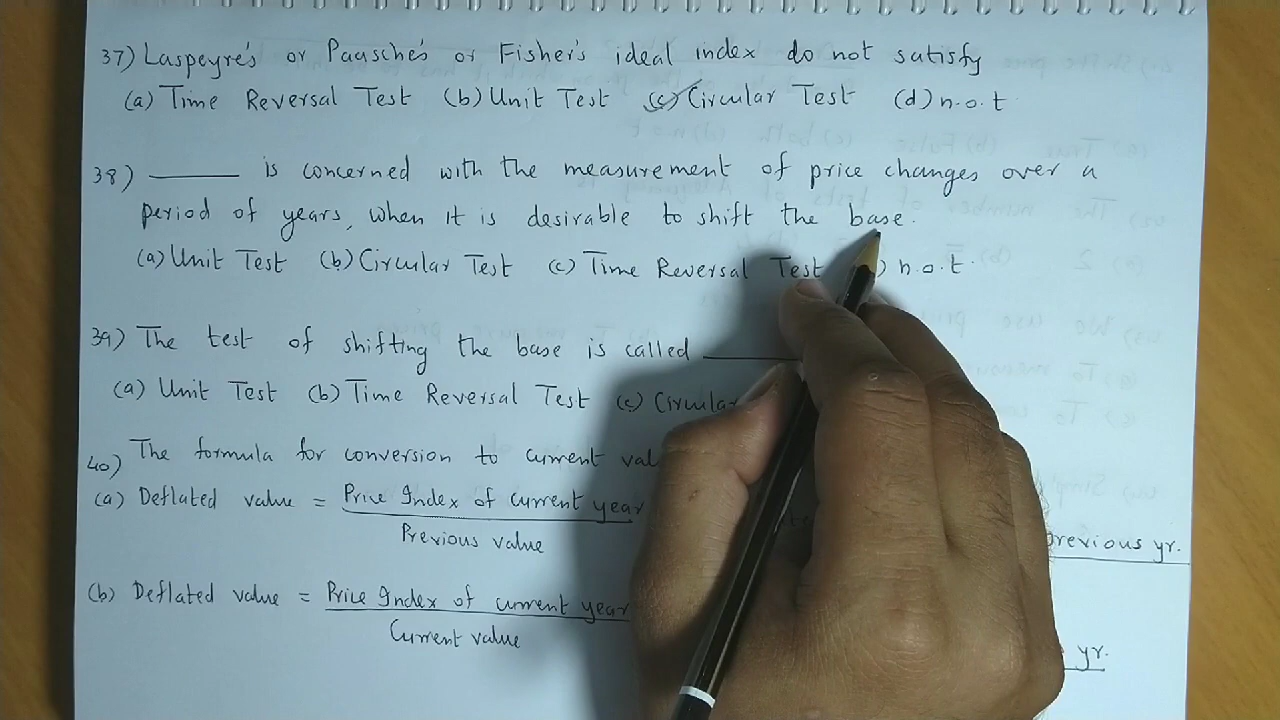 37) Laspeyre's or Paasche's or Fisher's ideal index do not satisfy
(a) Time Reversal Test (b) Unit Test (c) Circular Test (d) n.o.t
38) ______ is concerned with the measurement of price changes over a
period of years, when it is desirable to shift the base.
(a) Unit Test (b) Circular Test (c) Time Reversal Test ) n.o.t.
39) The test of shifting the base is called ______
(a) Unit Test (b) Time Reversal Test (c) Circular
40) The formula for conversion to current val
(a) Deflated value = Price Index of current year
Previous value
previous yr.
(b) Deflated value = Price Index of current year
Current value
yr.